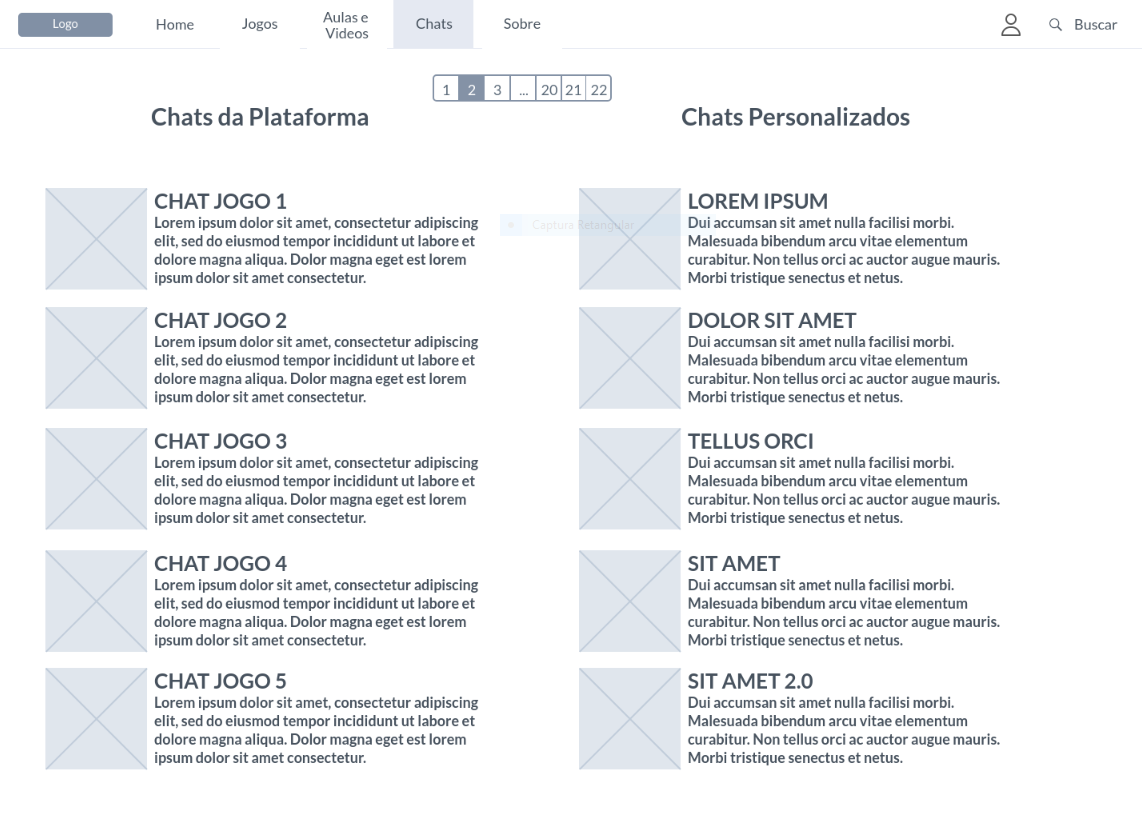 Logo
Home
Jogos
Aulas e
Videos
Chats
Sobre
Buscar
1 2 3 ... 20 21 22
Chats da Plataforma
CHAT JOGO 1
Lorem ipsum dolor sit amet, consectetur adipiscing
elit, sed do eiusmod tempor incididunt ut labore et
dolore magna aliqua. Dolor magna eget est lorem
ipsum dolor sit amet consectetur.
CHAT JOGO 2
Lorem ipsum dolor sit amet, consectetur adipiscing
elit, sed do eiusmod tempor incididunt ut labore et
dolore magna aliqua. Dolor magna eget est lorem
ipsum dolor sit amet consectetur.
CHAT JOGO 3
Lorem ipsum dolor sit amet, consectetur adipiscing
elit, sed do eiusmod tempor incididunt ut labore et
dolore magna aliqua. Dolor magna eget est lorem
ipsum dolor sit amet consectetur.
CHAT JOGO 4
Lorem ipsum dolor sit amet, consectetur adipiscing
elit, sed do eiusmod tempor incididunt ut labore et
dolore magna aliqua. Dolor magna eget est lorem
ipsum dolor sit amet consectetur.
CHAT JOGO 5
Lorem ipsum dolor sit amet, consectetur adipiscing
elit, sed do eiusmod tempor incididunt ut labore et
dolore magna aliqua. Dolor magna eget est lorem
ipsum dolor sit amet consectetur.
Captura Retangular
Chats Personalizados
LOREM IPSUM
Dui accumsan sit amet nulla facilisi morbi.
Malesuada bibendum arcu vitae elementum
curabitur. Non tellus orci ac auctor augue mauris.
Morbi tristique senectus et netus.
DOLOR SIT AMET
Dui accumsan sit amet nulla facilisi morbi.
Malesuada bibendum arcu vitae elementum
curabitur. Non tellus orci ac auctor augue mauris.
Morbi tristique senectus et netus.
TELLUS ORCI
Dui accumsan sit amet nulla facilisi morbi.
Malesuada bibendum arcu vitae elementum
curabitur. Non tellus orci ac auctor augue mauris.
Morbi tristique senectus et netus.
SIT AMET
Dui accumsan sit amet nulla facilisi morbi.
Malesuada bibendum arcu vitae elementum
curabitur. Non tellus orci ac auctor augue mauris.
Morbi tristique senectus et netus.
SIT AMET 2.0
Dui accumsan sit amet nulla facilisi morbi.
Malesuada bibendum arcu vitae elementum
curabitur. Non tellus orci ac auctor augue mauris.
Morbi tristique senectus et netus.